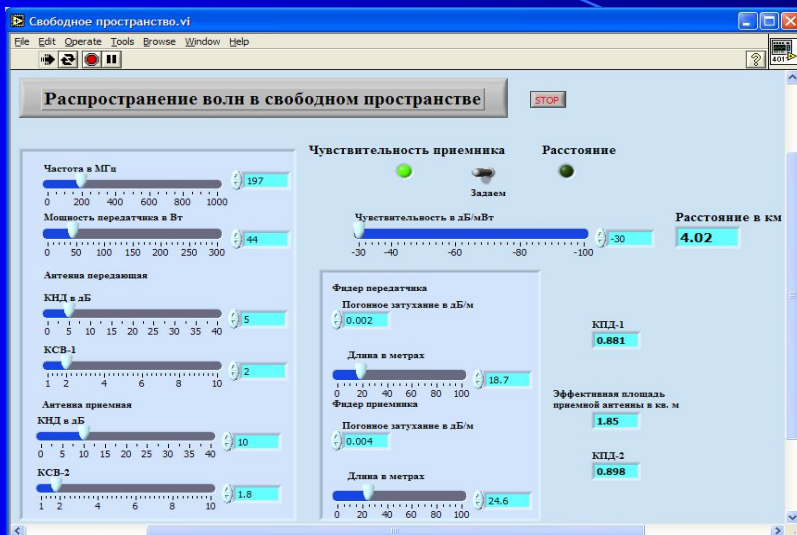 Свободное пространство.vi
File Edit Operate Tools Browse Window Help
?
401
Распространение волн в свободном пространстве
STOP
Чувствительность приемника
Расстояние
Задаем
Частота в МГц
197
0 200 400 600 800 1000
Мощность передатчика в Вт
44
0 50 100 150 200 250 300
Антенна передающая
КНД в дБ
5
0 5 10 15 20 25 30 35 40
КСВ-1
2
1 2 4 6 8 10
Антенна приемная
КНД в дБ
10
0 5 10 15 20 25 30 35 40
КСВ-2
1.8
1 2 4 6 8 10
Чувствительность в дБ/мВт
-30
-30 -40 -60 -80 -100
Расстояние в км
4.02
Фидер передатчика
Погонное затухание в дБ/м
0.002
Длина в метрах
18.7
0 20 40 60 80 100
Фидер приемника
Погонное затухание в дБ/м
0.004
Длина в метрах
24.6
0 20 40 60 80 100
КПД-1
0.881
Эффективная площадь
приемной антенны в кв. м
1.85
КПД-2
0.898